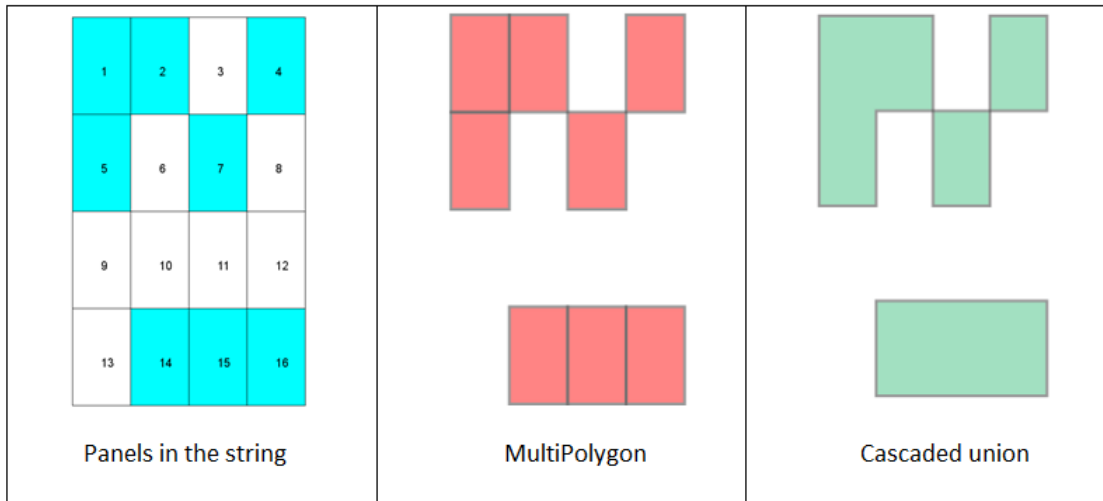 1 2 3 4
5 6 7 8
9 10 11 12
13 14 15 16
Panels in the string
MultiPolygon
Cascaded union